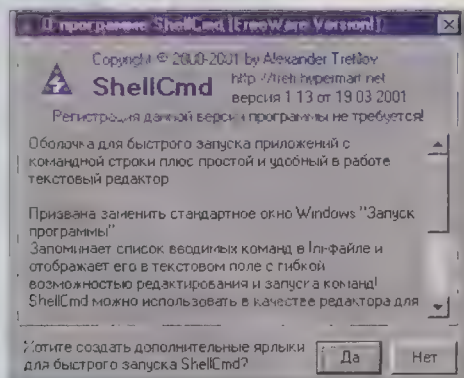 О программе ShellCmd [FreeWare Version!]
Copyright © 2000-2001 by Alexander
ShellCmd
http://treti.hypermart.net
версия 1.13 от 19.03.2001
Регистрация данной версии программы не требуется!
Оболочка для быстрого запуска приложений с
командной строки плюс простой и удобный в работе
текстовый редактор
Призвана заменить стандартное окно Windows "Запуск
программы"
Запоминает список вводимых команд в Ini-файле и
отображает его в текстовом поле с гибкой
возможностью редактирования и запуска команд!
ShellCmd можно использовать в качестве редактора для
Хотите создать дополнительные ярлыки
для быстрого запуска ShellCmd?
Да
Нет